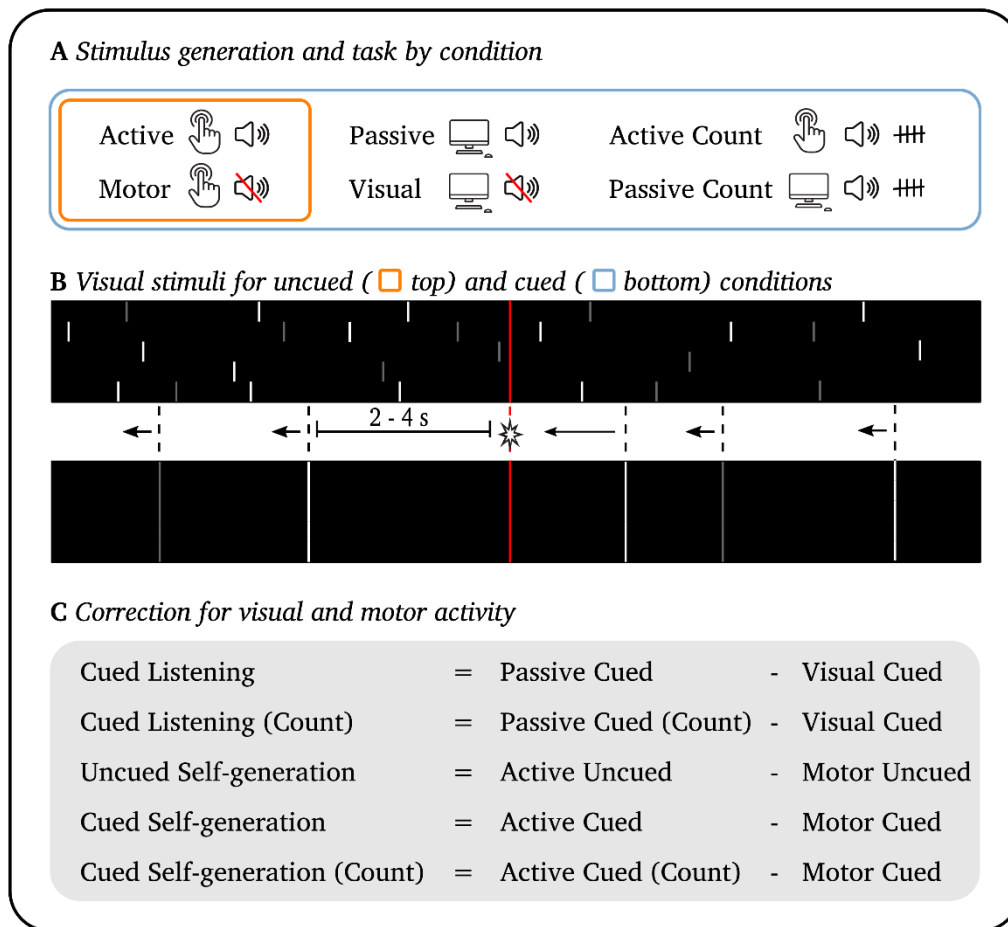 A Stimulus generation and task by condition
Active Passive Active Count
Motor Visual Passive Count
B Visual stimuli for uncued ( top) and cued ( bottom) conditions
2 - 4 s
C Correction for visual and motor activity
Cued Listening = Passive Cued - Visual Cued
Cued Listening (Count) = Passive Cued (Count) - Visual Cued
Uncued Self-generation = Active Uncued - Motor Uncued
Cued Self-generation = Active Cued - Motor Cued
Cued Self-generation (Count) = Active Cued (Count) - Motor Cued